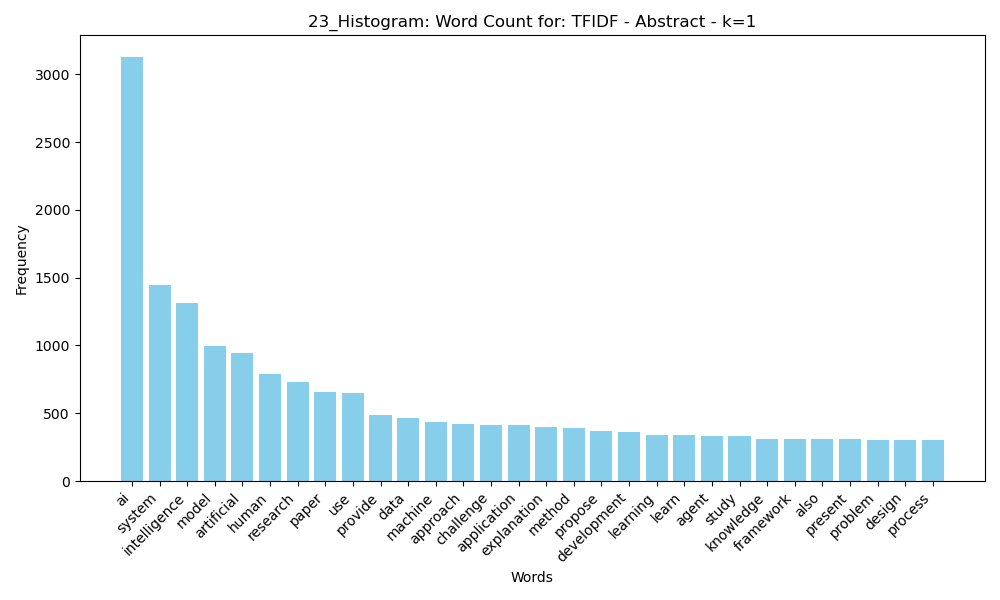 23_Histogram: Word Count for: TFIDF - Abstract - k=1
Frequency
3000
2500
2000
1500
1000
500
0
ai
system
intelligence
model
artificial
human
research
paper
use
provide
data
machine
approach
challenge
application
explanation
method
propose
development
learning
learn
agent
study
knowledge
framework
also
present
problem
design
process
Words